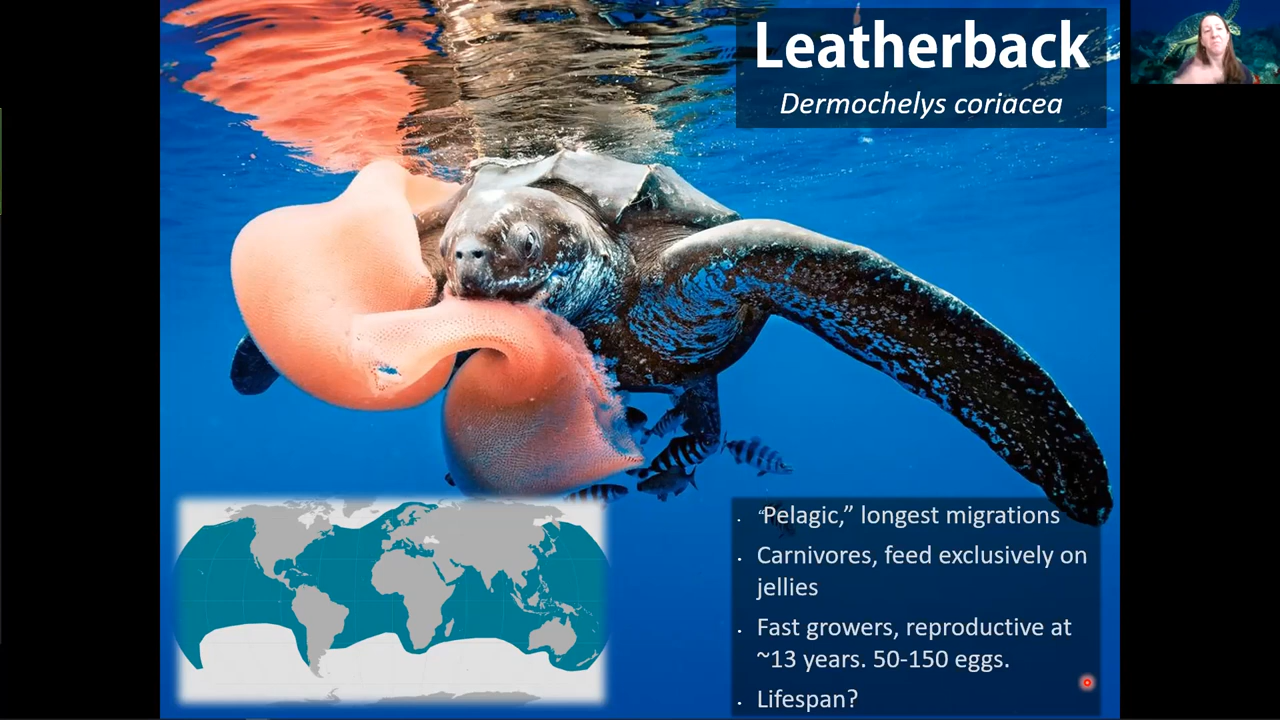 Leatherback
Dermochelys coriacea
. “Pelagic,” longest migrations
. Carnivores, feed exclusively on
jellies
. Fast growers, reproductive at
~13 years. 50-150 eggs.
. Lifespan?